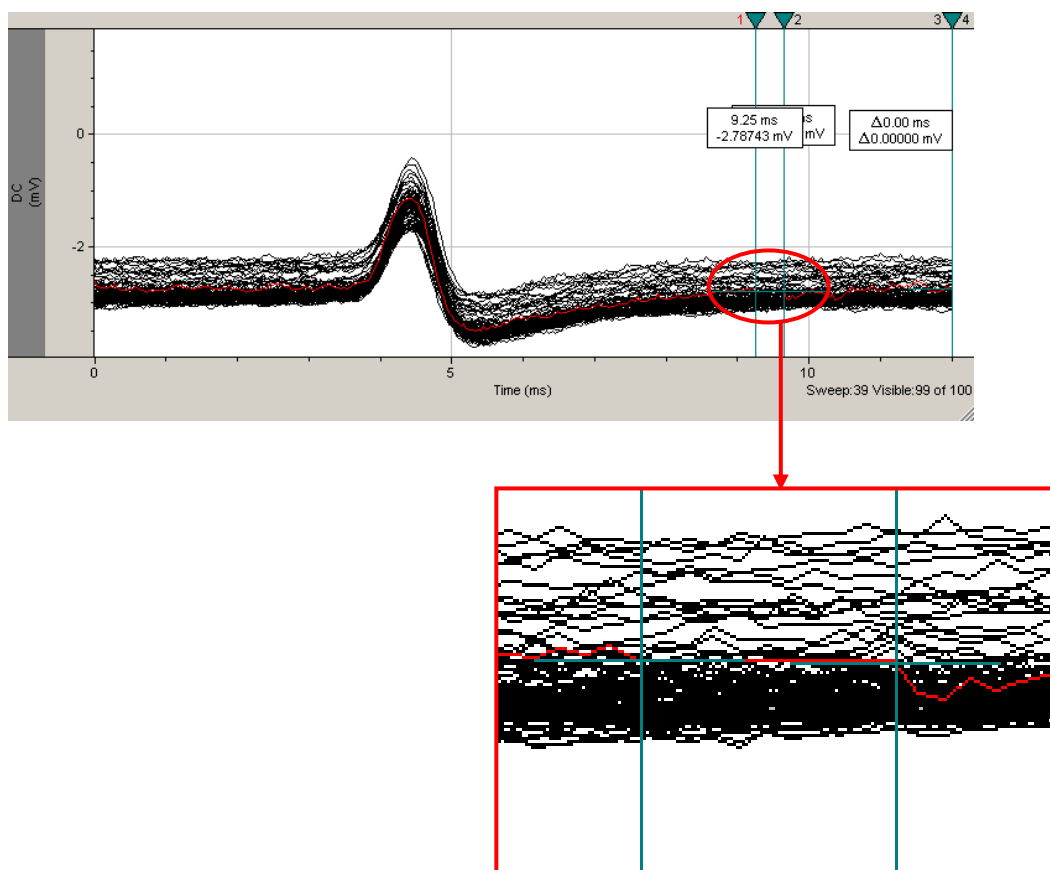 1 2 3 4
0
-2
DC
(mV)
9.25 ms
-2.78743 mV
s
mV
Δ0.00 ms
Δ0.00000 mV
0 5 10
Time (ms)
Sweep:39 Visible:99 of 100